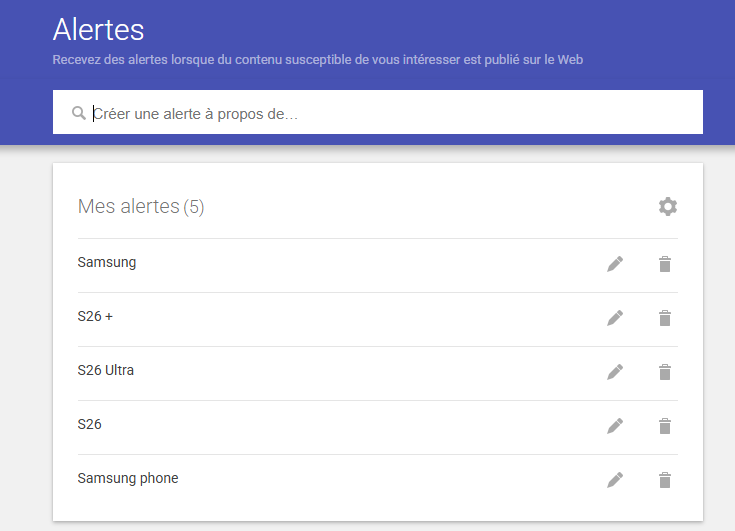 Alertes
Recevez des alertes lorsque du contenu susceptible de vous intéresser est publié sur le Web
Créer une alerte à propos de…
Mes alertes (5)
Samsung
S26 +
S26 Ultra
S26
Samsung phone